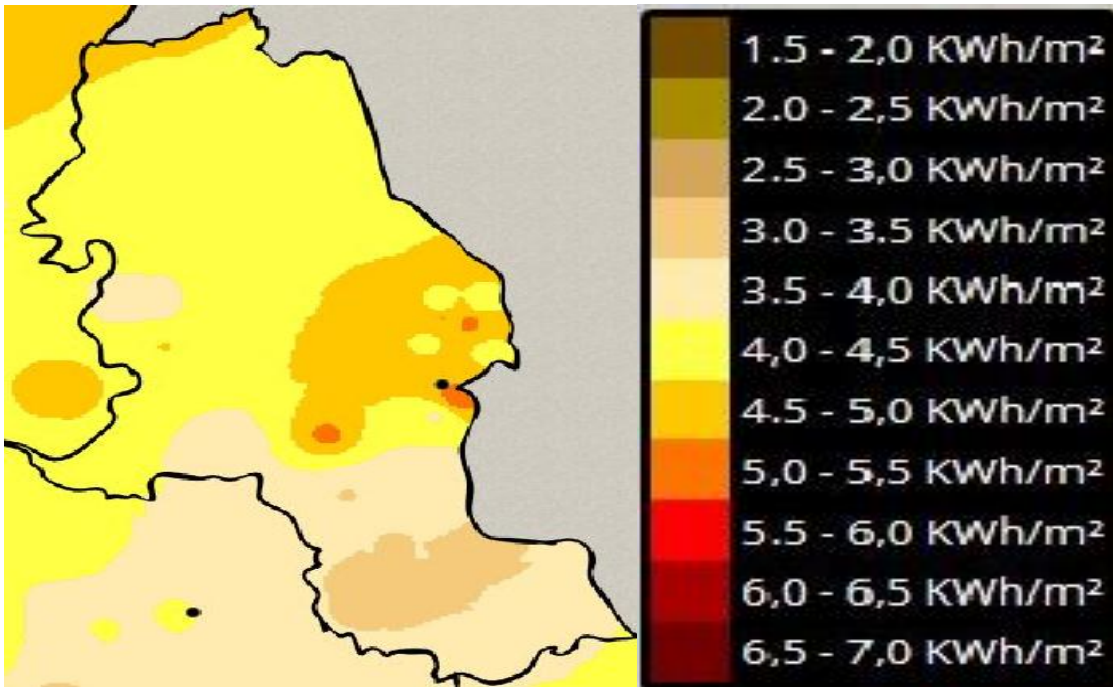 1.5 - 2,0 KWh/m²
2.0 - 2,5 KWh/m²
2.5 - 3,0 KWh/m²
3.0 - 3.5 KWh/m²
3.5 - 4,0 KWh/m²
4,0 - 4,5 KWh/m²
4.5 - 5,0 KWh/m²
5,0 - 5,5 KWh/m²
5.5 - 6,0 KWh/m²
6,0 - 6,5 KWh/m²
6,5 - 7,0 KWh/m²